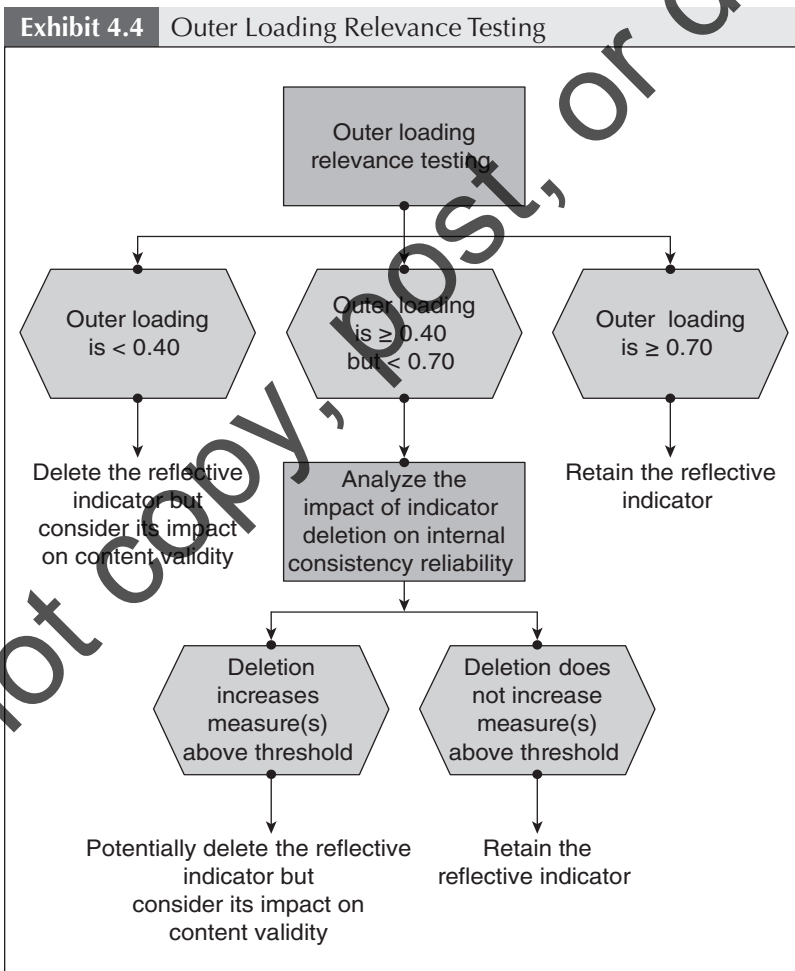 Exhibit 4.4 Outer Loading Relevance Testing
Outer loading
relevance testing
Outer loading
is < 0.40
Outer loading
is ≥ 0.40
but < 0.70
Outer loading
is ≥ 0.70
Delete the reflective
indicator but
consider its impact
on content validity
Analyze the
impact of indicator
deletion on internal
consistency reliability
Retain the reflective
indicator
Deletion
increases
measure(s)
above threshold
Deletion does
not increase
measure(s)
above threshold
Potentially delete the reflective
indicator but
consider its impact on
content validity
Retain the
reflective indicator
not copy, post, or d